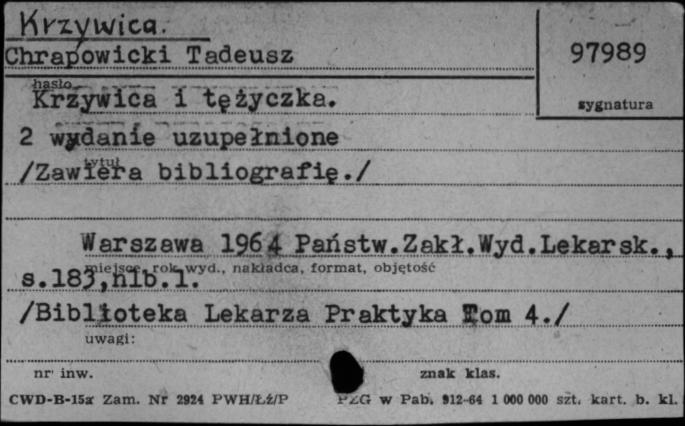 Krzywica.
Chrapowicki Tadeusz
97989
hasło
sygnatura
Krzywica i tężyczka.
2 wydanie uzupełnione
tytuł
/Zawiera bibliografię./
Warszawa 1964 Państw.Zakł.Wyd.Lekarsk.,
miejsce, rok wyd., nakładca, format, objętość
s.183,nlb.1.
/Biblioteka Lekarza Praktyka Tom 4./
uwagi:
nr inw.
znak klas.
CWD-B-15a Zam. Nr 2924 PWH/Łź/P PZG w Pab. 912-64 1 000 000 szt. kart. b. kl.